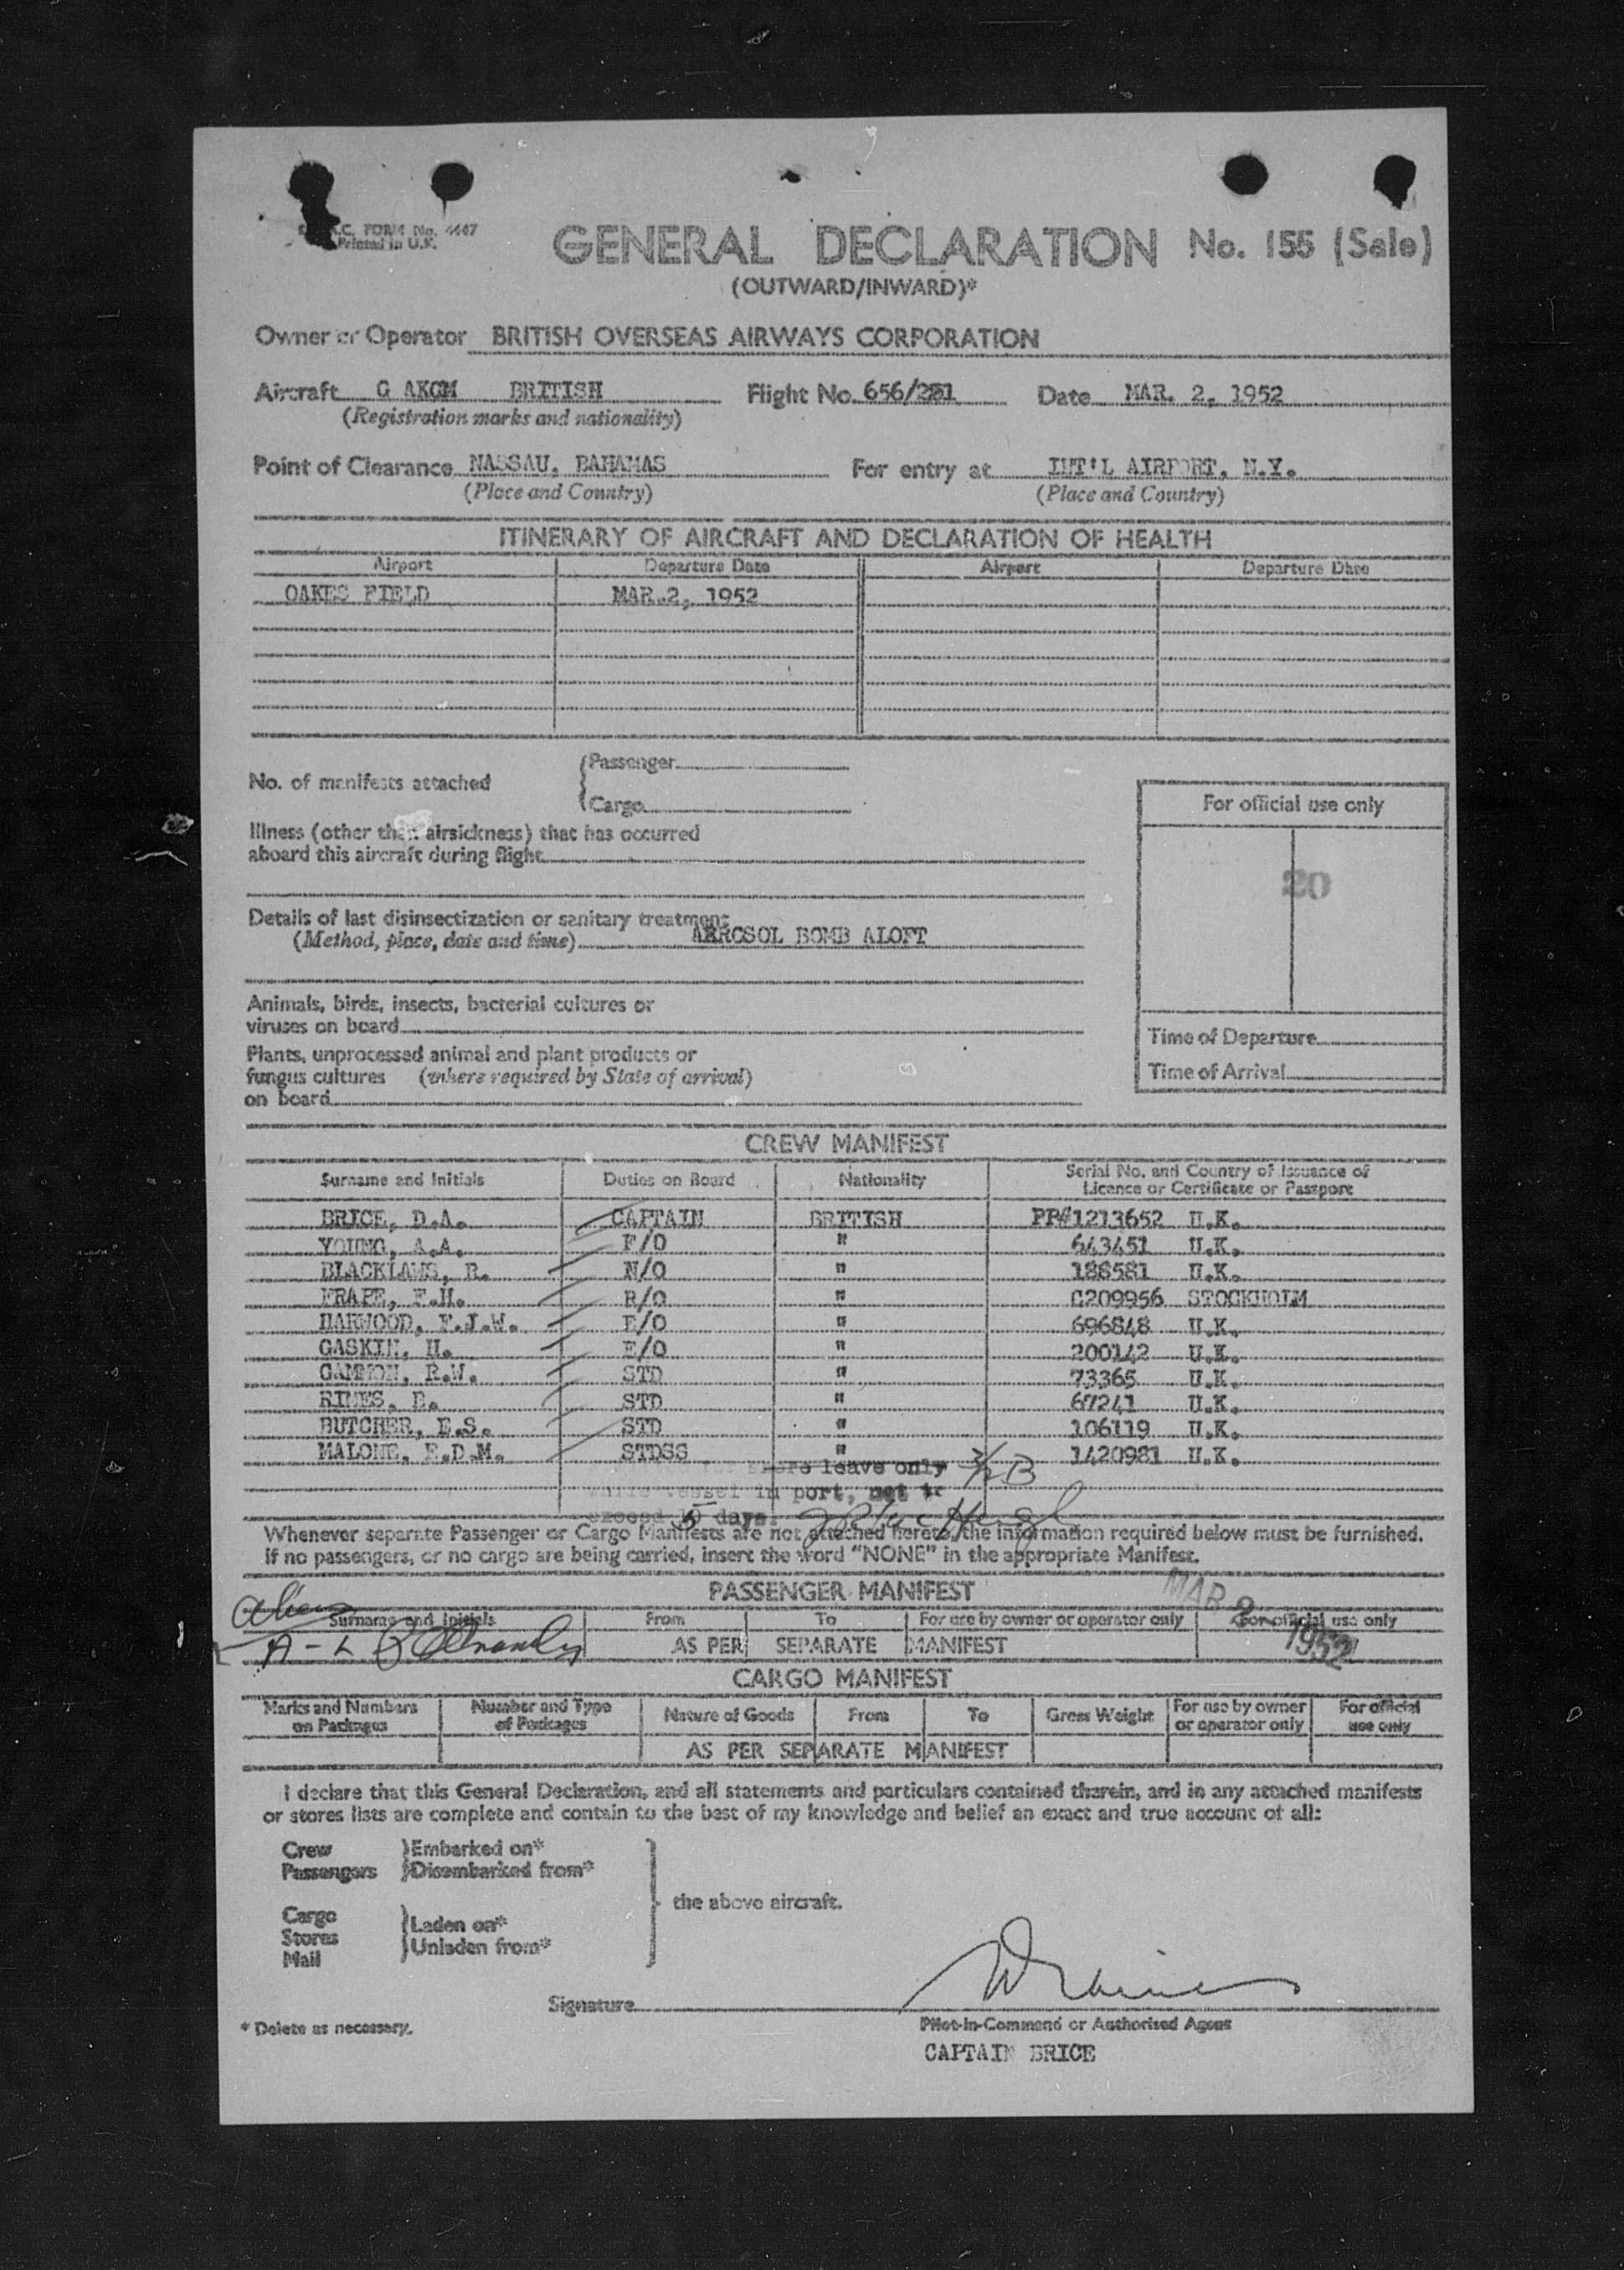 FORM No. 4447
Printed in U.K.
GENERAL DECLARATION No. 155 (Sale)
(OUTWARD/INWARD)*
Owner or Operator BRITISH OVERSEAS AIRWAYS CORPORATION
Aircraft G AKGM BRITISH Flight No. 656/251 Date MAR. 2, 1952
(Registration marks and nationality)
Point of Clearance NASSAU, BAHAMAS For entry at INT'L AIRPORT, N.Y.
(Place and Country) (Place and Country)
ITINERARY OF AIRCRAFT AND DECLARATION OF HEALTH
Airport Departure Date Airport Departure Date
OAKES FIELD MAR.2, 1952
No. of manifests attached
Passenger
Cargo
For official use only
Illness (other than airsickness) that has occurred
aboard this aircraft during flight
20
Details of last disinsectization or sanitary treatment
(Method, place, date and time) AEROSOL BOMB ALOFT
Animals, birds, insects, bacterial cultures or
viruses on board
Time of Departure
Plants, unprocessed animal and plant products or
fungus cultures (where required by State of arrival)
on board
Time of Arrival
CREW MANIFEST
Surname and Initials Duties on Board Nationality Serial No. and Country of Issuance of
Licence or Certificate or Passport
BRICE, D.A. CAPTAIN BRITISH PP#1213652 U.K.
YOUNG, A.A. F/O " 643451 U.K.
BLACKLAWS, R. N/O " 188581 U.K.
FRAPE, F.H. R/O " C209956 STOCKHOLM
HARWOOD, F.J.W. E/O " 696848 U.K.
GASKIN, H. E/O " 200142 U.K.
GAMMON, R.W. STD " 73365 U.K.
RIMES, B. STD " 67241 U.K.
BUTCHER, E.S. STD " 106119 U.K.
MALONE, E.D.M. STDSS " 1420981 U.K.
shore leave only
while vessel in port, not to
exceed days.
Whenever separate Passenger or Cargo Manifests are not attached hereto, the information required below must be furnished.
If no passengers, or no cargo are being carried, insert the word "NONE" in the appropriate Manifest.
PASSENGER MANIFEST
MAR 2 1952
Surname and Initials From To For use by owner or operator only For official use only
AS PER SEPARATE MANIFEST
CARGO MANIFEST
Marks and Numbers on Packages Number and Type of Packages Nature of Goods From To Gross Weight For use by owner or operator only For official use only
AS PER SEPARATE MANIFEST
I declare that this General Declaration, and all statements and particulars contained therein, and in any attached manifests
or stores lists are complete and contain to the best of my knowledge and belief an exact and true account of all:
Crew Embarked on*
Passengers Disembarked from*
the above aircraft.
Cargo Laden on*
Stores Unladen from*
Mail
Signature
* Delete as necessary. Pilot-in-Command or Authorised Agent
CAPTAIN BRICE